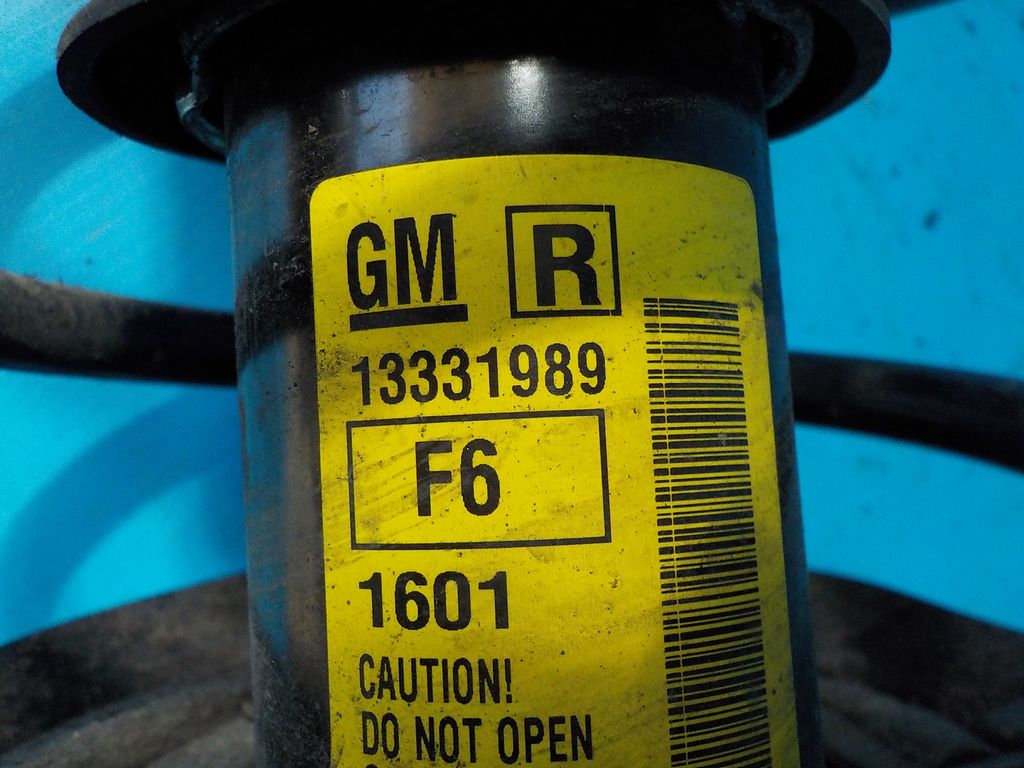 GM R
13331989
F6
1601
CAUTION!
DO NOT OPEN